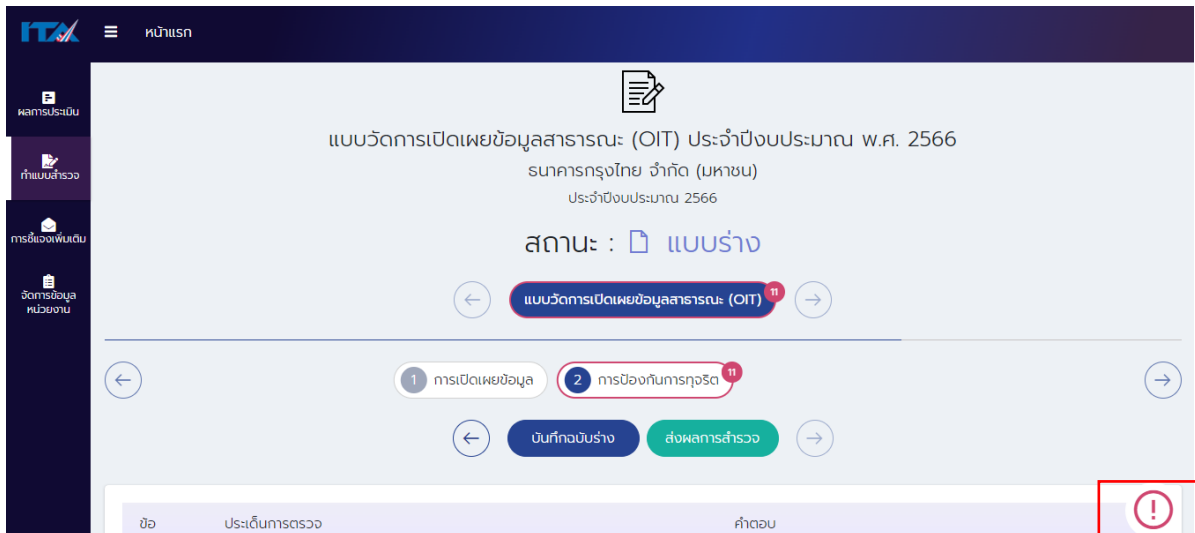 ITA
หน้าแรก
ผลการประเมิน
ทำแบบสำรวจ
การชี้แจงเพิ่มเติม
จัดการข้อมูล
หน่วยงาน
แบบวัดการเปิดเผยข้อมูลสาธารณะ (OIT) ประจำปีงบประมาณ พ.ศ. 2566
ธนาคารกรุงไทย จำกัด (มหาชน)
ประจำปีงบประมาณ 2566
สถานะ : แบบร่าง
แบบวัดการเปิดเผยข้อมูลสาธารณะ (OIT) 11
1 การเปิดเผยข้อมูล 2 การป้องกันการทุจริต 11
บันทึกฉบับร่าง ส่งผลการสำรวจ
ข้อ ประเด็นการตรวจ คำตอบ